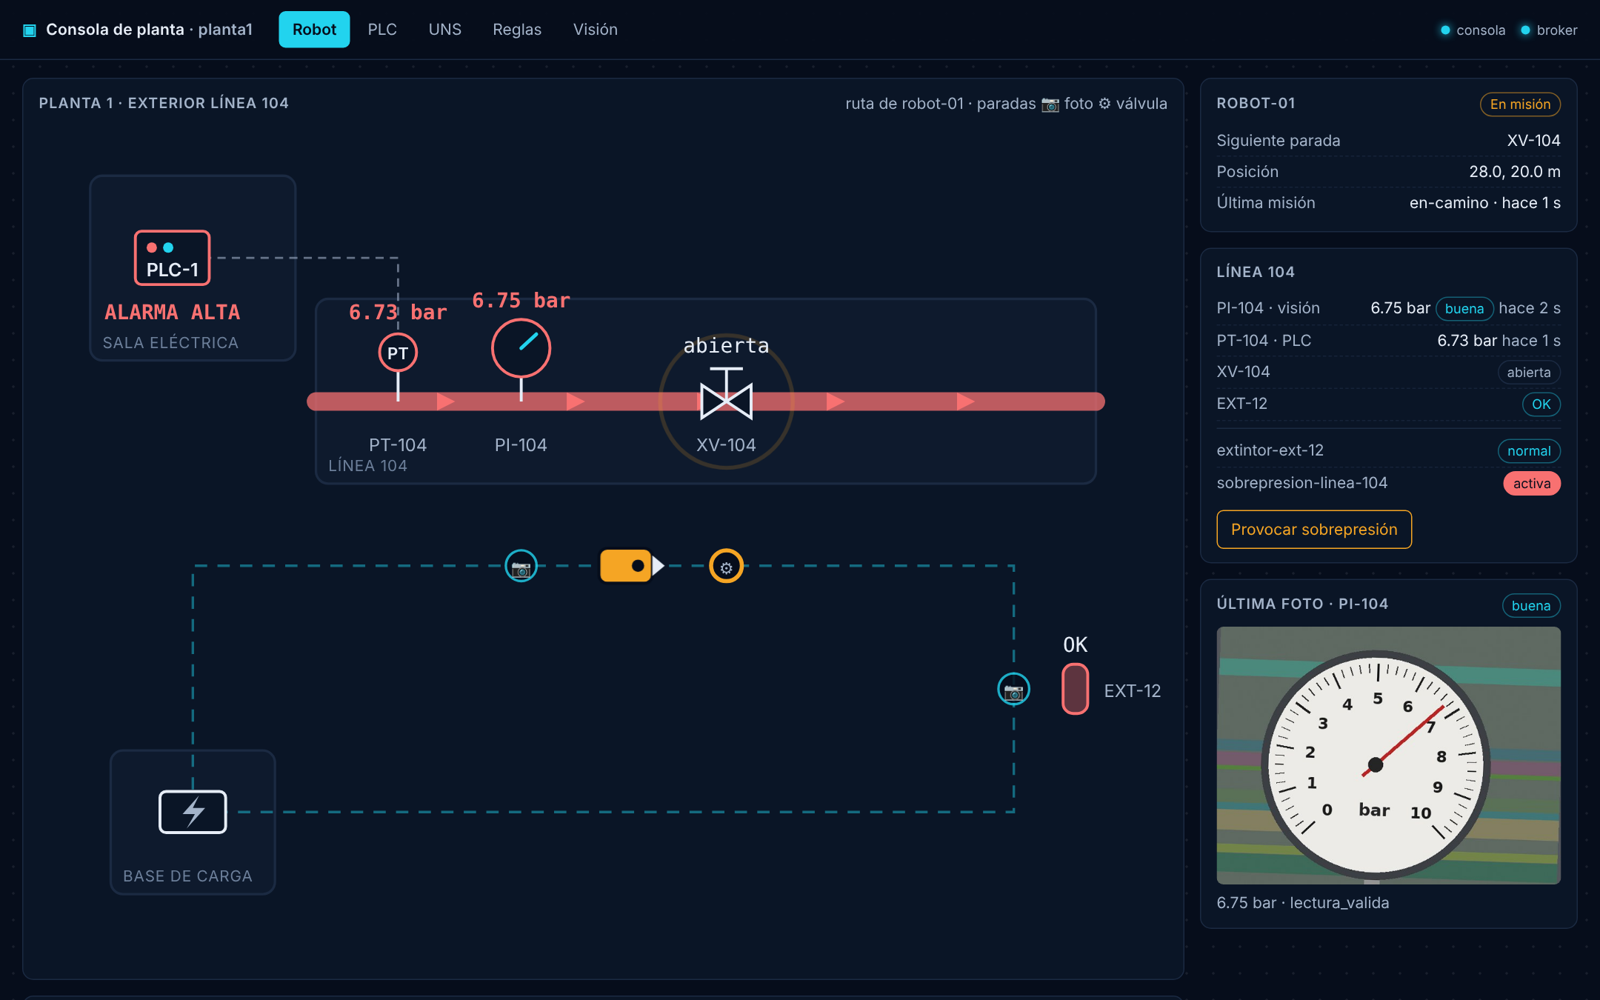 Consola de planta · planta1
Robot
PLC
UNS
Reglas
Visión
consola
broker
PLANTA 1 · EXTERIOR LÍNEA 104
ruta de robot-01 · paradas 📷 foto ⚙ válvula
PLC-1
ALARMA ALTA
SALA ELÉCTRICA
6.73 bar
6.75 bar
PT
abierta
PT-104
PI-104
XV-104
LÍNEA 104
OK
EXT-12
BASE DE CARGA
ROBOT-01
En misión
Siguiente parada XV-104
Posición 28.0, 20.0 m
Última misión en-camino · hace 1 s
LÍNEA 104
PI-104 · visión 6.75 bar buena hace 2 s
PT-104 · PLC 6.73 bar hace 1 s
XV-104 abierta
EXT-12 OK
extintor-ext-12 normal
sobrepresion-linea-104 activa
Provocar sobrepresión
ÚLTIMA FOTO · PI-104 buena
0 1 2 3 4 5 6 7 8 9 10
bar
6.75 bar · lectura_valida